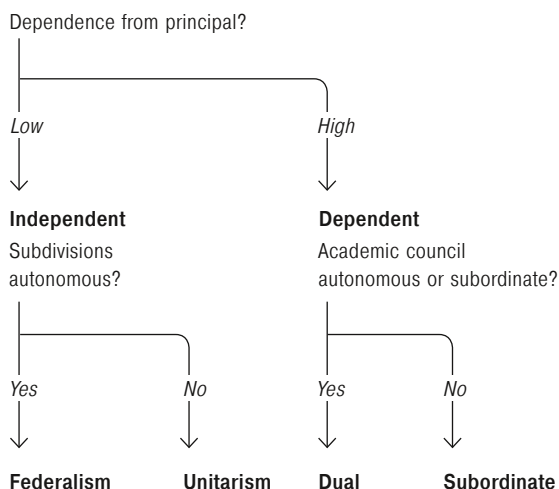 Dependence from principal?
Low
High
Independent
Dependent
Subdivisions
autonomous?
Academic council
autonomous or subordinate?
Yes
No
Yes
No
Federalism
Unitarism
Dual
Subordinate